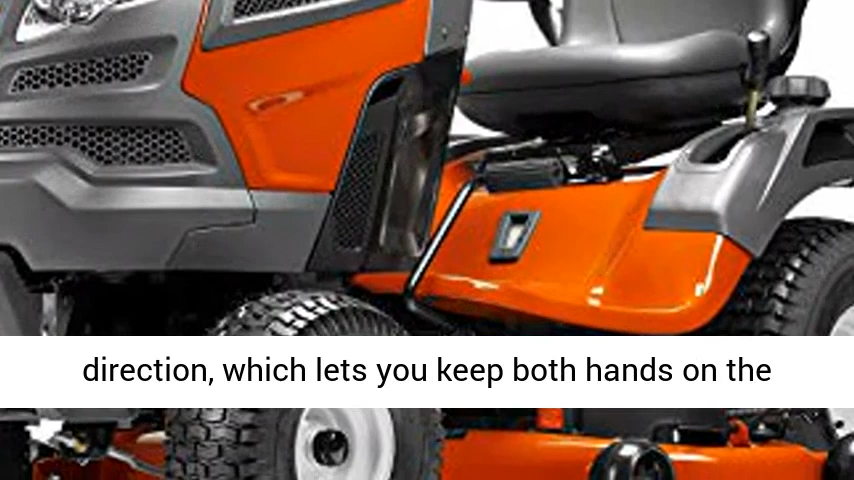 direction, which lets you keep both hands on the